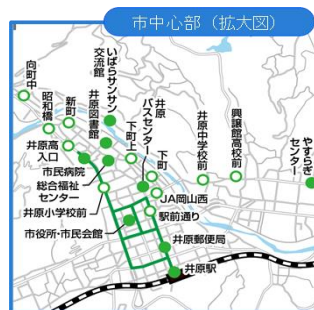 市中心部（拡大図）
向町中
昭和橋
新町
井原図書館
いばらサンサン
交流館
井原
バスセンター
下町上
下町
井原中学校前
興譲館高校前
やすらぎ
センター
井原高
入口
市民病院
総合福祉
センター
井原小学校前
市役所・市民会館
JA岡山西
駅前通り
井原郵便局
井原駅